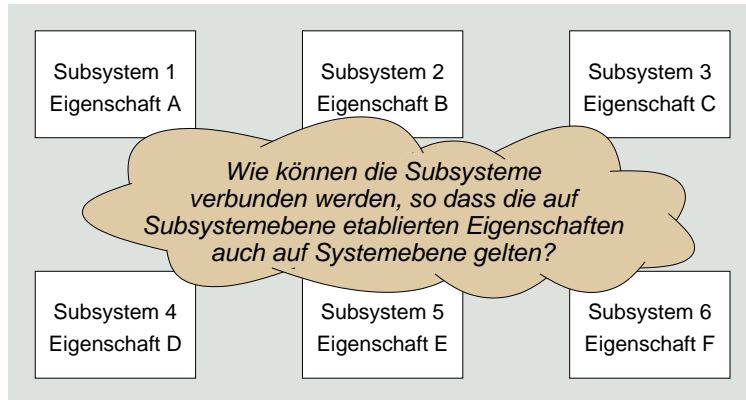 Subsystem 1
Eigenschaft A
Subsystem 2
Eigenschaft B
Subsystem 3
Eigenschaft C
Wie können die Subsysteme
verbunden werden, so dass die auf
Subsystemebene etablierten Eigenschaften
auch auf Systemebene gelten?
Subsystem 4
Eigenschaft D
Subsystem 5
Eigenschaft E
Subsystem 6
Eigenschaft F